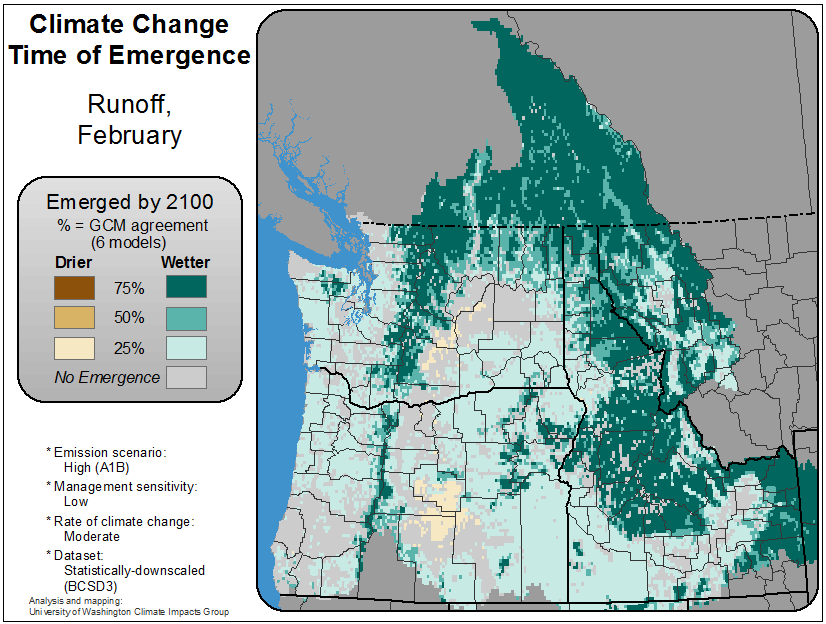 Climate Change
Time of Emergence
Runoff,
February
Emerged by 2100
% = GCM agreement
(6 models)
Drier Wetter
75%
50%
25%
No Emergence
* Emission scenario:
High (A1B)
* Management sensitivity:
Low
* Rate of climate change:
Moderate
* Dataset:
Statistically-downscaled
(BCSD3)
Analysis and mapping:
University of Washington Climate Impacts Group